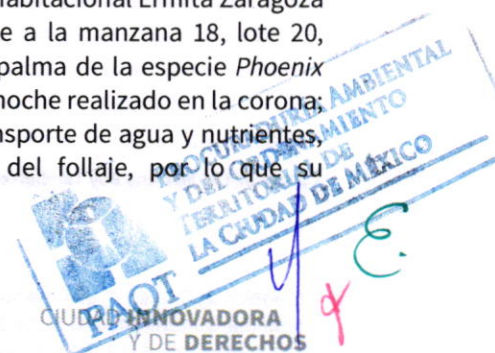 habitacional Ermita Zaragoza
e a la manzana 18, lote 20,
palma de la especie Phoenix
noche realizado en la corona;
nsporte de agua y nutrientes,
del follaje, por lo que su
PROCURADURÍA AMBIENTAL
Y DEL ORDENAMIENTO
TERRITORIAL DE
LA CIUDAD DE MÉXICO
PAOT
CIUDAD INNOVADORA
Y DE DERECHOS